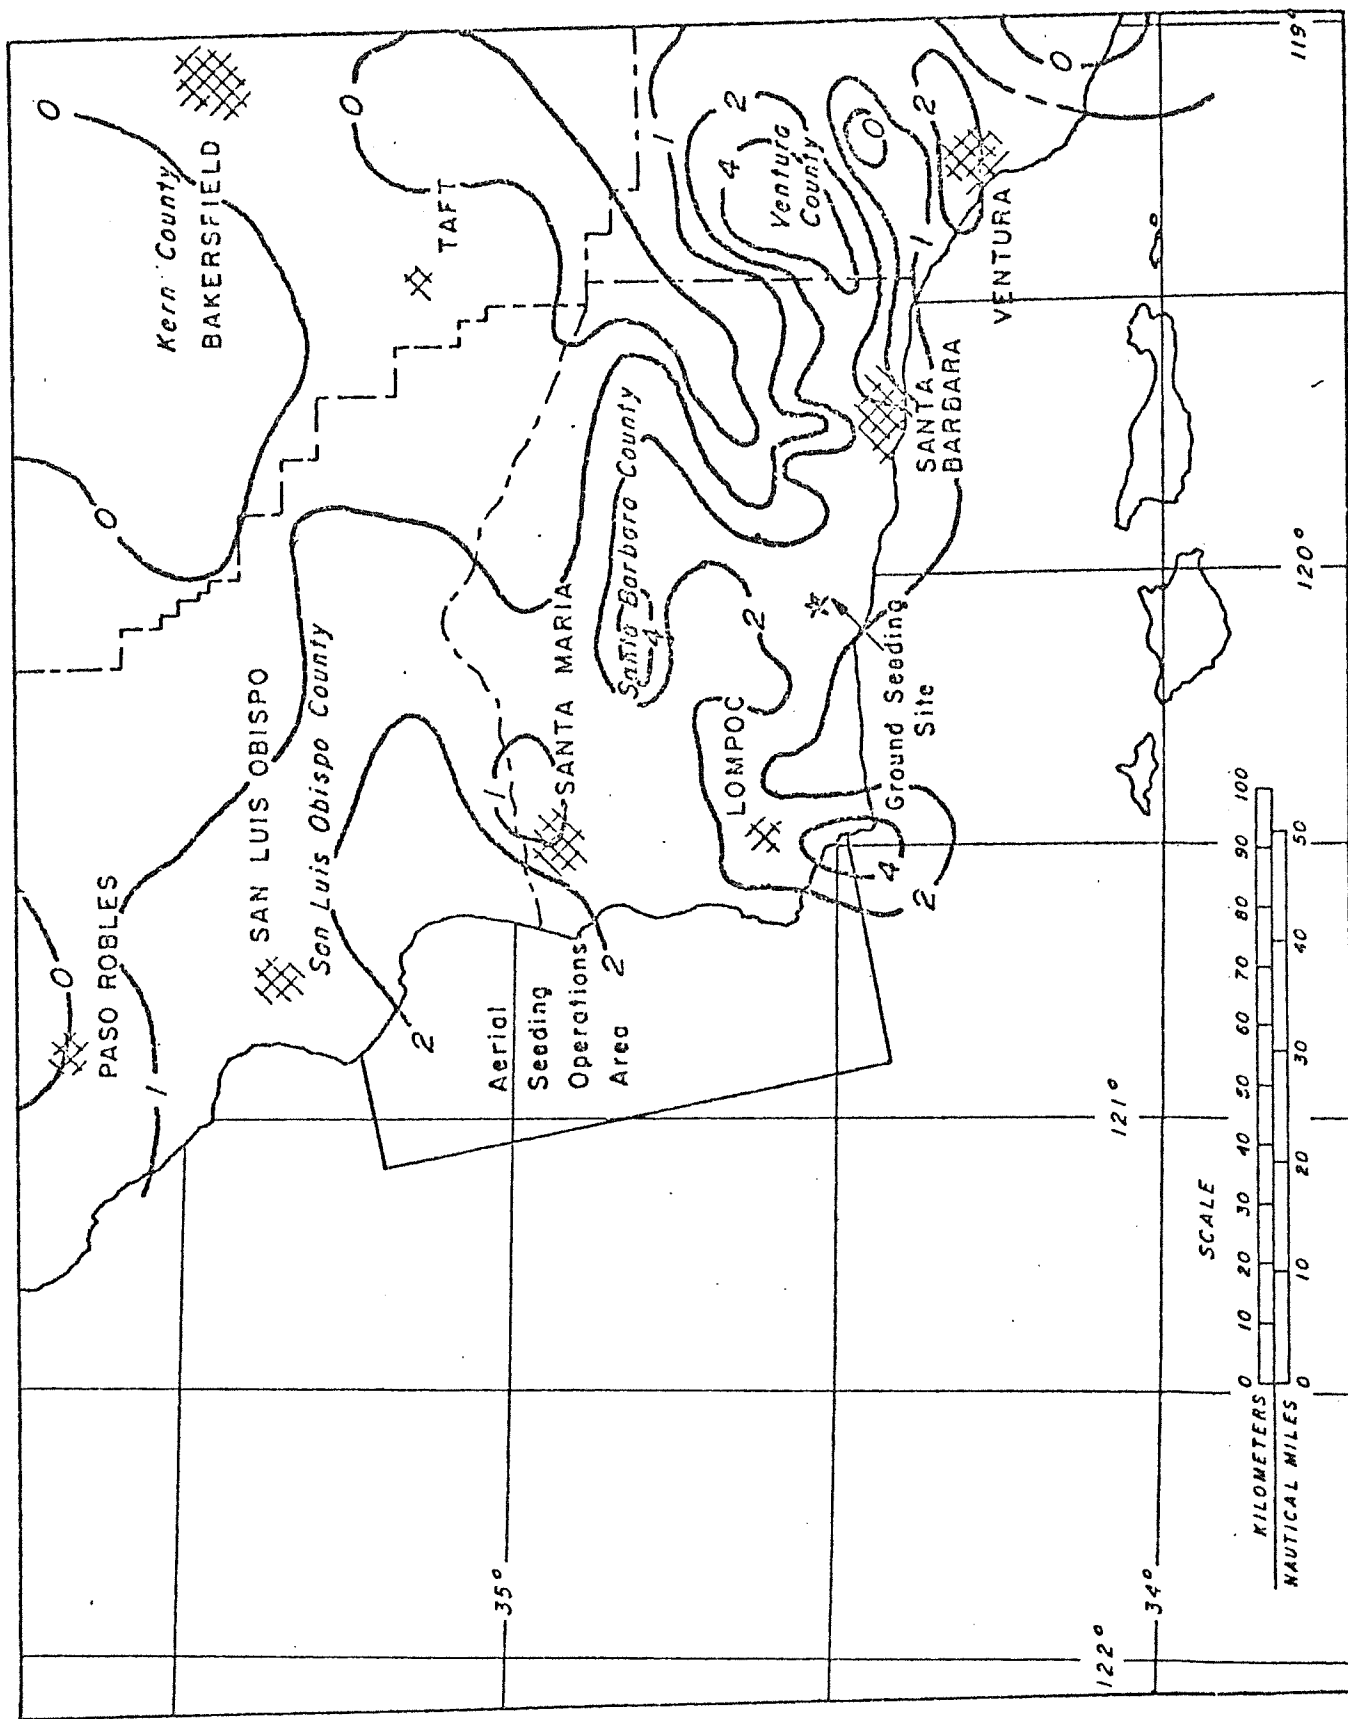 0
Kern County
BAKERSFIELD
0
0
TAFT
PASO ROBLES
0
1
SAN LUIS OBISPO
San Luis Obispo County
2
1
SANTA MARIA
Santa Barbara County
4
2
1
2
4
Ventura
County
0
2
1
VENTURA
0
SANTA
BARBARA
LOMPOC
Ground Seeding
Site
4
2
2
Aerial
Seeding
Operations
Area
35°
34°
122°
121°
120°
119°
SCALE
KILOMETERS
0 10 20 30 40 50 60 70 80 90 100
NAUTICAL MILES
0 10 20 30 40 50